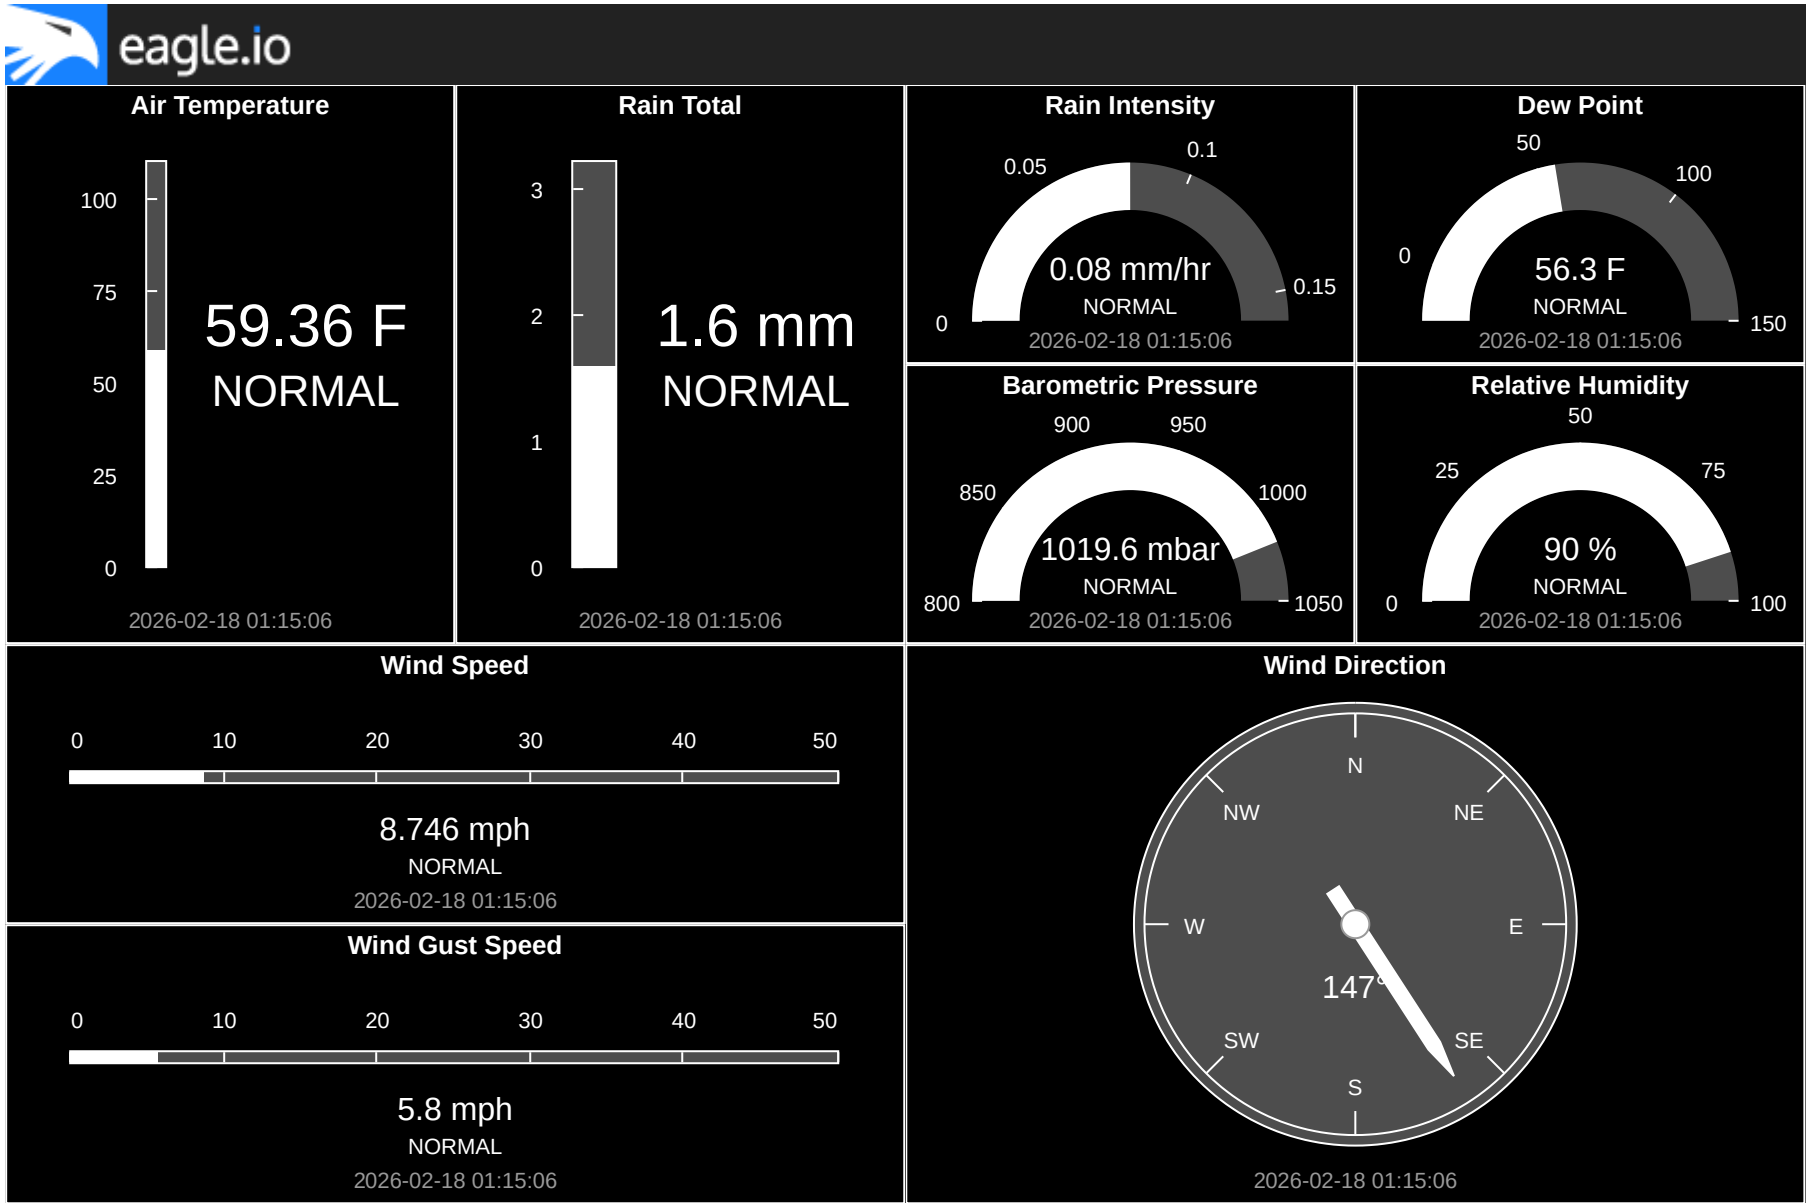 eagle.io
Air Temperature
100
75
50
25
0
59.36 F
NORMAL
2026-02-18 01:15:06
Rain Total
3
2
1
0
1.6 mm
NORMAL
2026-02-18 01:15:06
Rain Intensity
0
0.05
0.1
0.15
0.08 mm/hr
NORMAL
2026-02-18 01:15:06
Dew Point
0
50
100
150
56.3 F
NORMAL
2026-02-18 01:15:06
Barometric Pressure
800
850
900
950
1000
1050
1019.6 mbar
NORMAL
2026-02-18 01:15:06
Relative Humidity
0
25
50
75
100
90 %
NORMAL
2026-02-18 01:15:06
Wind Speed
0 10 20 30 40 50
8.746 mph
NORMAL
2026-02-18 01:15:06
Wind Gust Speed
0 10 20 30 40 50
5.8 mph
NORMAL
2026-02-18 01:15:06
Wind Direction
N
NW NE
W E
147°
SW SE
S
2026-02-18 01:15:06